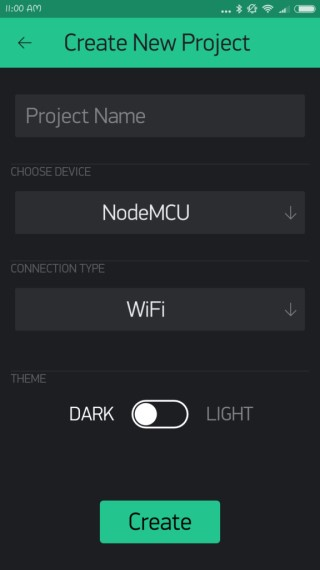 11:00 AM
Create New Project
Project Name
CHOOSE DEVICE
NodeMCU
CONNECTION TYPE
WiFi
THEME
DARK LIGHT
Create